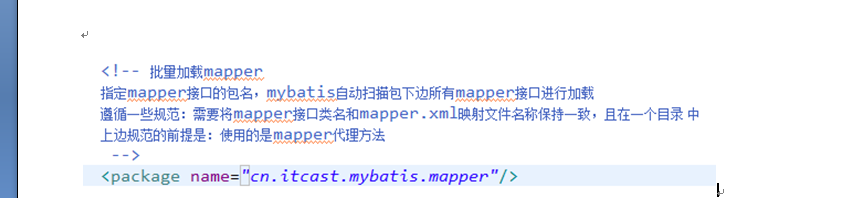 <!-- 批量加载mapper
指定mapper接口的包名，mybatis自动扫描包下边所有mapper接口进行加载
遵循一些规范：需要将mapper接口类名和mapper.xml映射文件名称保持一致，且在一个目录 中
上边规范的前提是：使用的是mapper代理方法
-->
<package name="cn.itcast.mybatis.mapper"/>